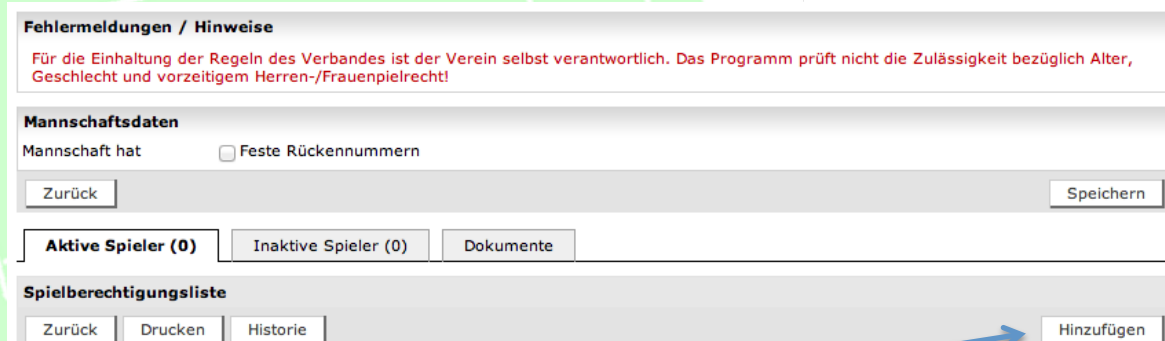 Fehlermeldungen / Hinweise
Für die Einhaltung der Regeln des Verbandes ist der Verein selbst verantwortlich. Das Programm prüft nicht die Zulässigkeit bezüglich Alter,
Geschlecht und vorzeitigem Herren-/Frauenpielrecht!
Mannschaftsdaten
Mannschaft hat Feste Rückennummern
Zurück Speichern
Aktive Spieler (0) Inaktive Spieler (0) Dokumente
Spielberechtigungsliste
Zurück Drucken Historie Hinzufügen